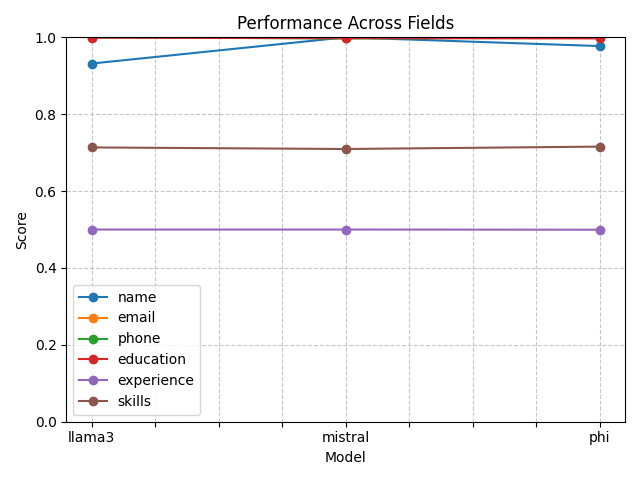 Performance Across Fields
1.0
0.8
0.6
0.4
0.2
0.0
Score
name
email
phone
education
experience
skills
llama3 mistral phi
Model